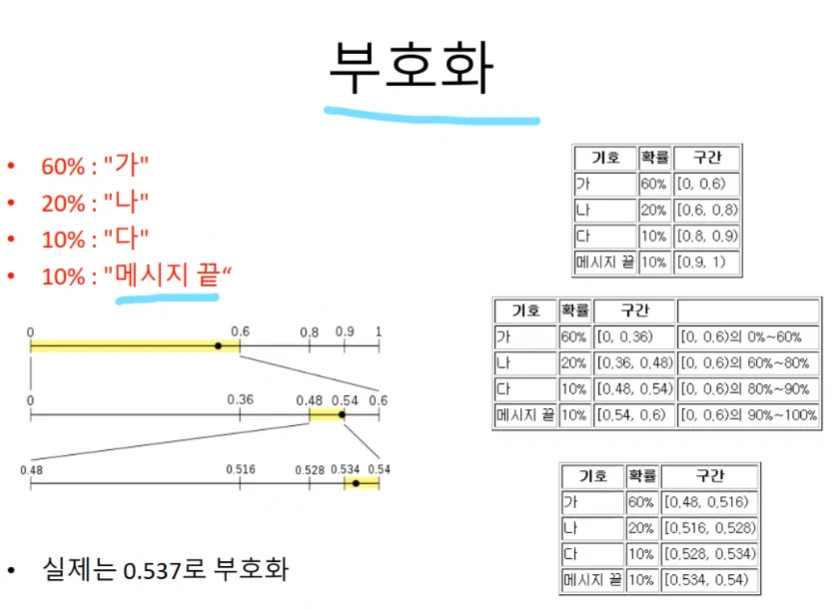 부호화
• 60% : "가"
• 20% : "나"
• 10% : "다"
• 10% : "메시지 끝“
0 0.6 0.8 0.9 1
0 0.36 0.48 0.54 0.6
0.48 0.516 0.528 0.534 0.54
• 실제는 0.537로 부호화
기호 확률 구간
가 60% [0, 0.6)
나 20% [0.6, 0.8)
다 10% [0.8, 0.9)
메시지 끝 10% [0.9, 1)
기호 확률 구간
가 60% [0, 0.36) [0, 0.6)의 0%~60%
나 20% [0.36, 0.48) [0, 0.6)의 60%~80%
다 10% [0.48, 0.54) [0, 0.6)의 80%~90%
메시지 끝 10% [0.54, 0.6) [0, 0.6)의 90%~100%
기호 확률 구간
가 60% [0.48, 0.516)
나 20% [0.516, 0.528)
다 10% [0.528, 0.534)
메시지 끝 10% [0.534, 0.54)